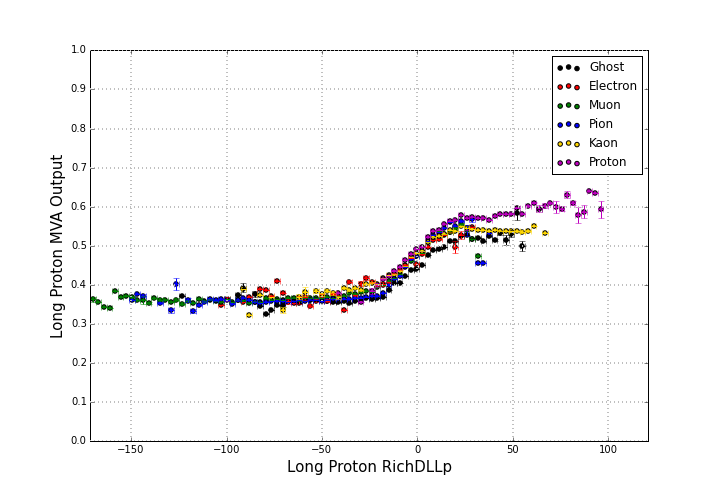 1.0
0.9
0.8
0.7
0.6
0.5
0.4
0.3
0.2
0.1
0.0
Long Proton MVA Output
Ghost
Electron
Muon
Pion
Kaon
Proton
−150 −100 −50 0 50 100
Long Proton RichDLLp